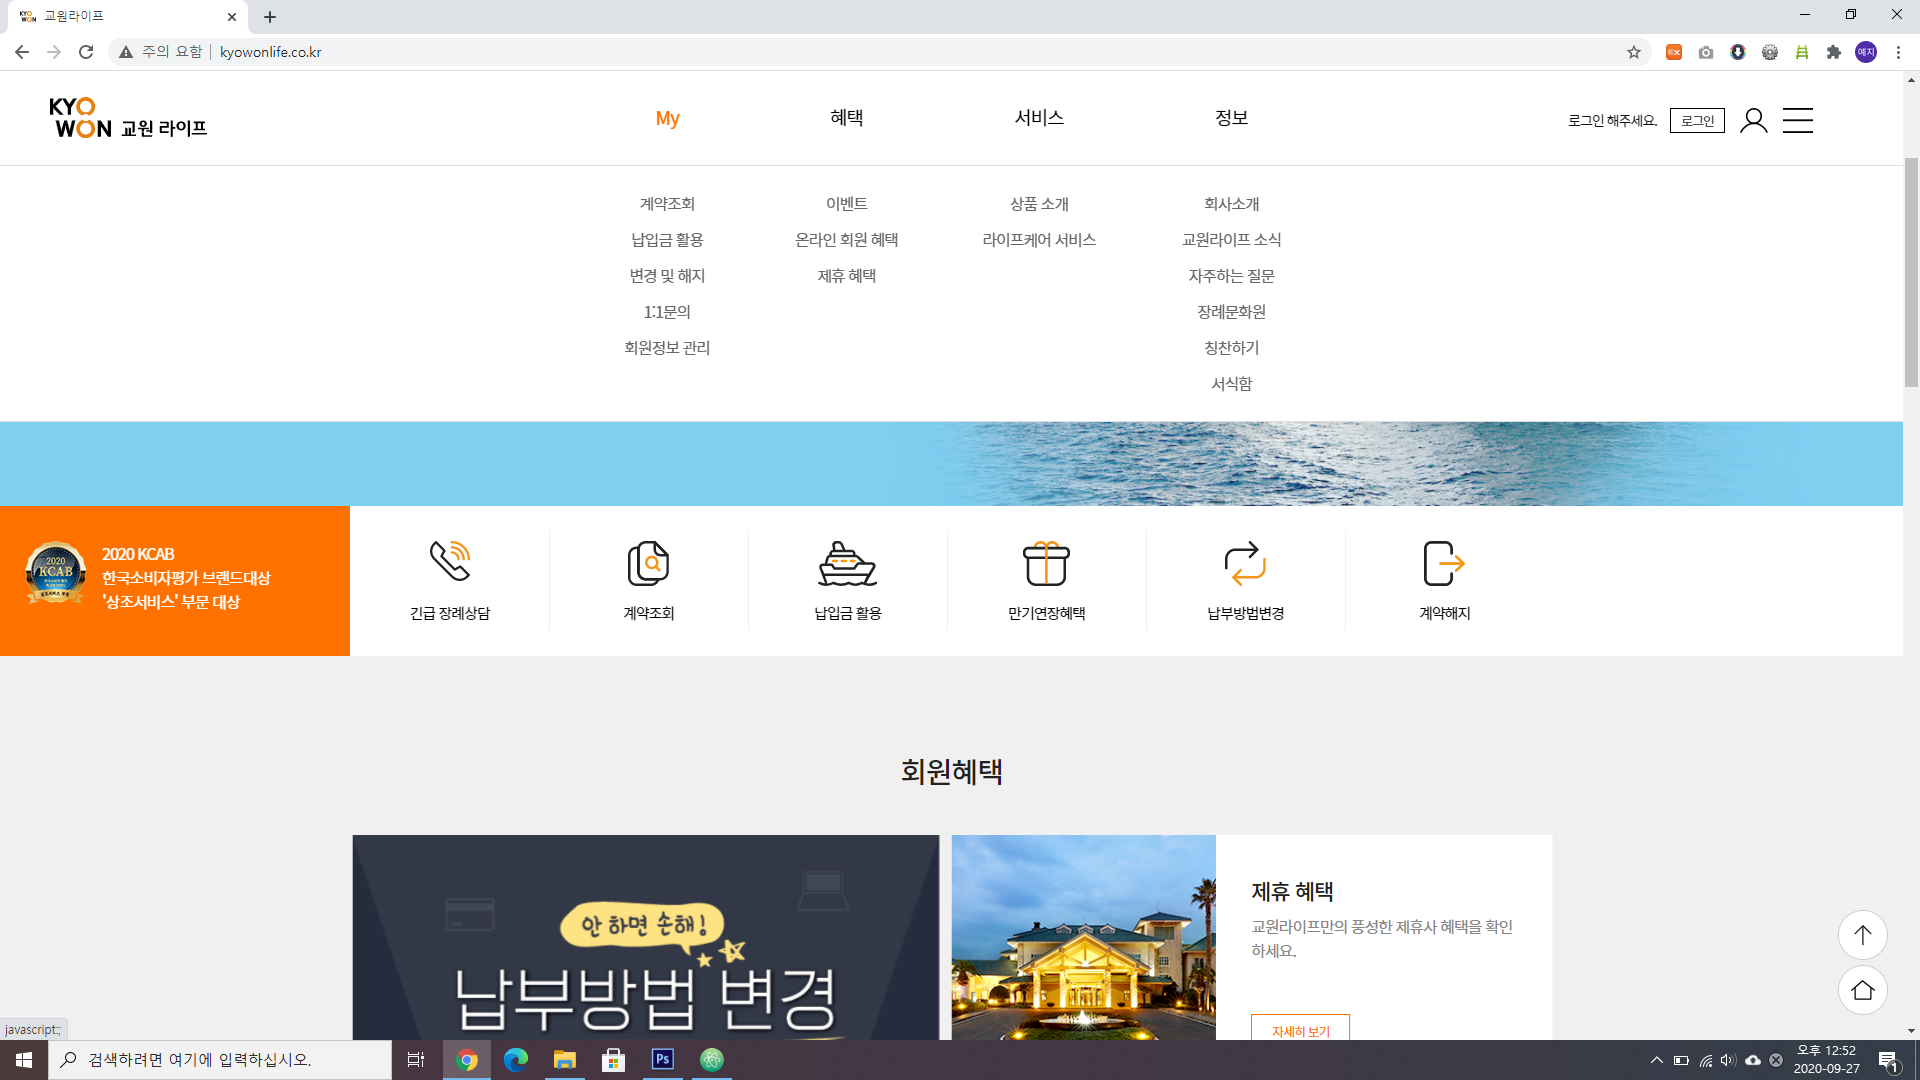 교원라이프
주의 요함 kyowonlife.co.kr
예지
KYO
WON 교원 라이프
My 혜택 서비스 정보
로그인 해주세요. 로그인
계약조회 이벤트 상품 소개 회사소개
납입금 활용 온라인 회원 혜택 라이프케어 서비스 교원라이프 소식
변경 및 해지 제휴 혜택 자주하는 질문
1:1문의 장례문화원
회원정보 관리 칭찬하기
서식함
2020
KCAB
2020 KCAB
한국소비자평가 브랜드대상
'상조서비스' 부문 대상
긴급 장례상담 계약조회 납입금 활용 만기연장혜택 납부방법변경 계약해지
회원혜택
안 하면 손해!
납부방법 변경
제휴 혜택
교원라이프만의 풍성한 제휴사 혜택을 확인
하세요.
자세히 보기
javascript:;
검색하려면 여기에 입력하십시오.
Ps
오후 12:52
2020-09-27
1